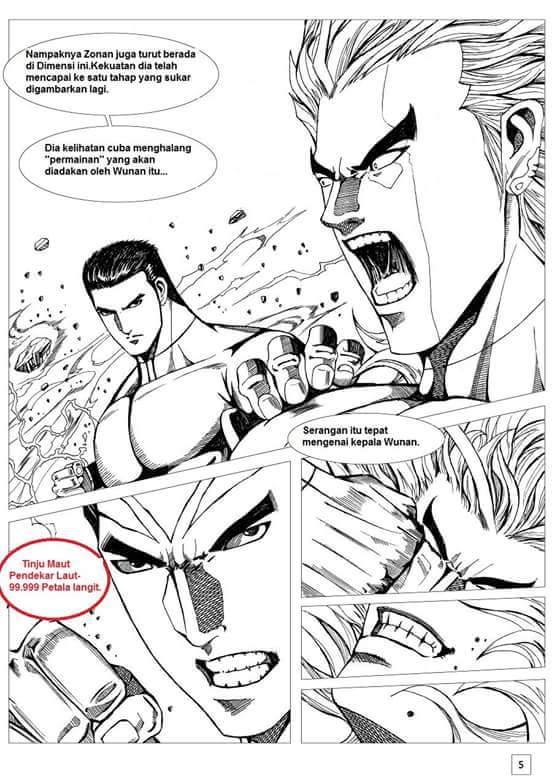 Nampaknya Zonan juga turut berada
di Dimensi ini.Kekuatan dia telah
mencapai ke satu tahap yang sukar
digambarkan lagi.
Dia kelihatan cuba menghalang
"permainan" yang akan
diadakan oleh Wunan itu...
Serangan itu tepat
mengenai kepala Wunan.
Tinju Maut
Pendekar Laut-
99.999 Petala langit.
5